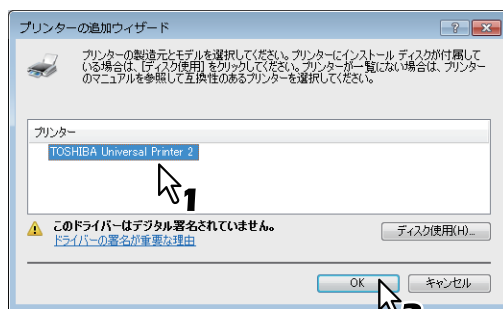 プリンターの追加ウィザード
プリンターの製造元とモデルを選択してください。プリンターにインストール ディスクが付属して
いる場合は、[ディスク使用] をクリックしてください。プリンターが一覧にない場合は、プリンター
のマニュアルを参照して互換性のあるプリンターを選択してください。
プリンター
TOSHIBA Universal Printer 2
1
このドライバーはデジタル署名されていません。
ドライバーの署名が重要な理由
ディスク使用(H)...
OK
キャンセル
2